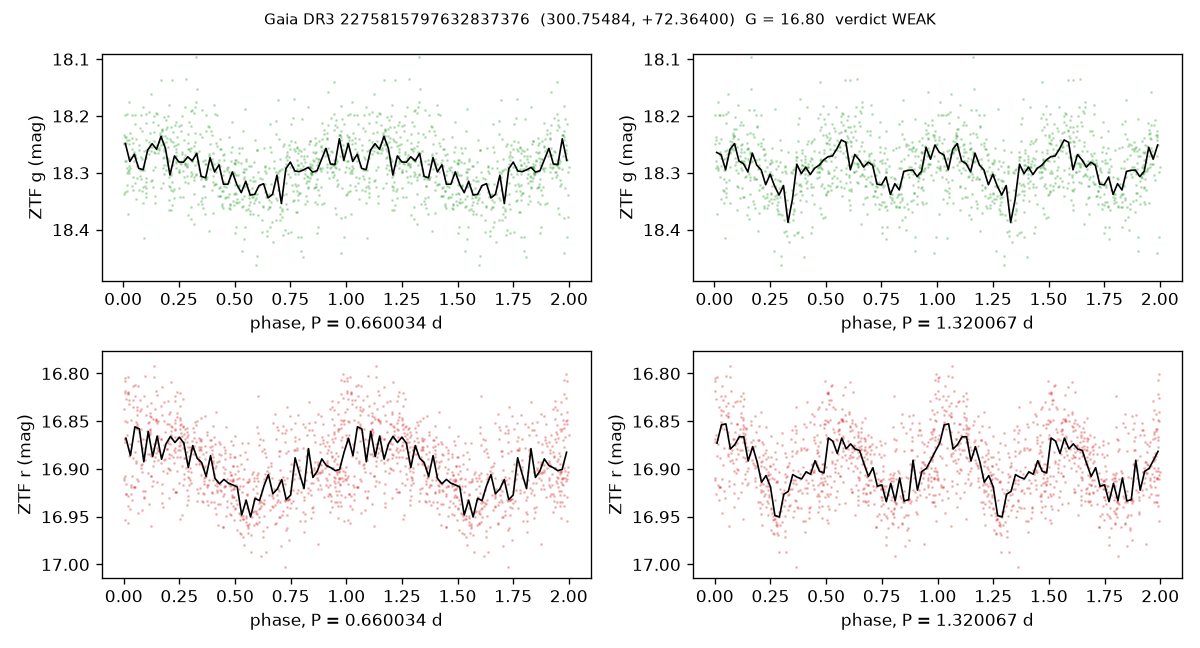 Gaia DR3 2275815797632837376 (300.75484, +72.36400) G = 16.80 verdict WEAK
ZTF g (mag)
18.1
18.2
18.3
18.4
0.00 0.25 0.50 0.75 1.00 1.25 1.50 1.75 2.00
phase, P = 0.660034 d
ZTF g (mag)
18.1
18.2
18.3
18.4
0.00 0.25 0.50 0.75 1.00 1.25 1.50 1.75 2.00
phase, P = 1.320067 d
ZTF r (mag)
16.80
16.85
16.90
16.95
17.00
0.00 0.25 0.50 0.75 1.00 1.25 1.50 1.75 2.00
phase, P = 0.660034 d
ZTF r (mag)
16.80
16.85
16.90
16.95
17.00
0.00 0.25 0.50 0.75 1.00 1.25 1.50 1.75 2.00
phase, P = 1.320067 d